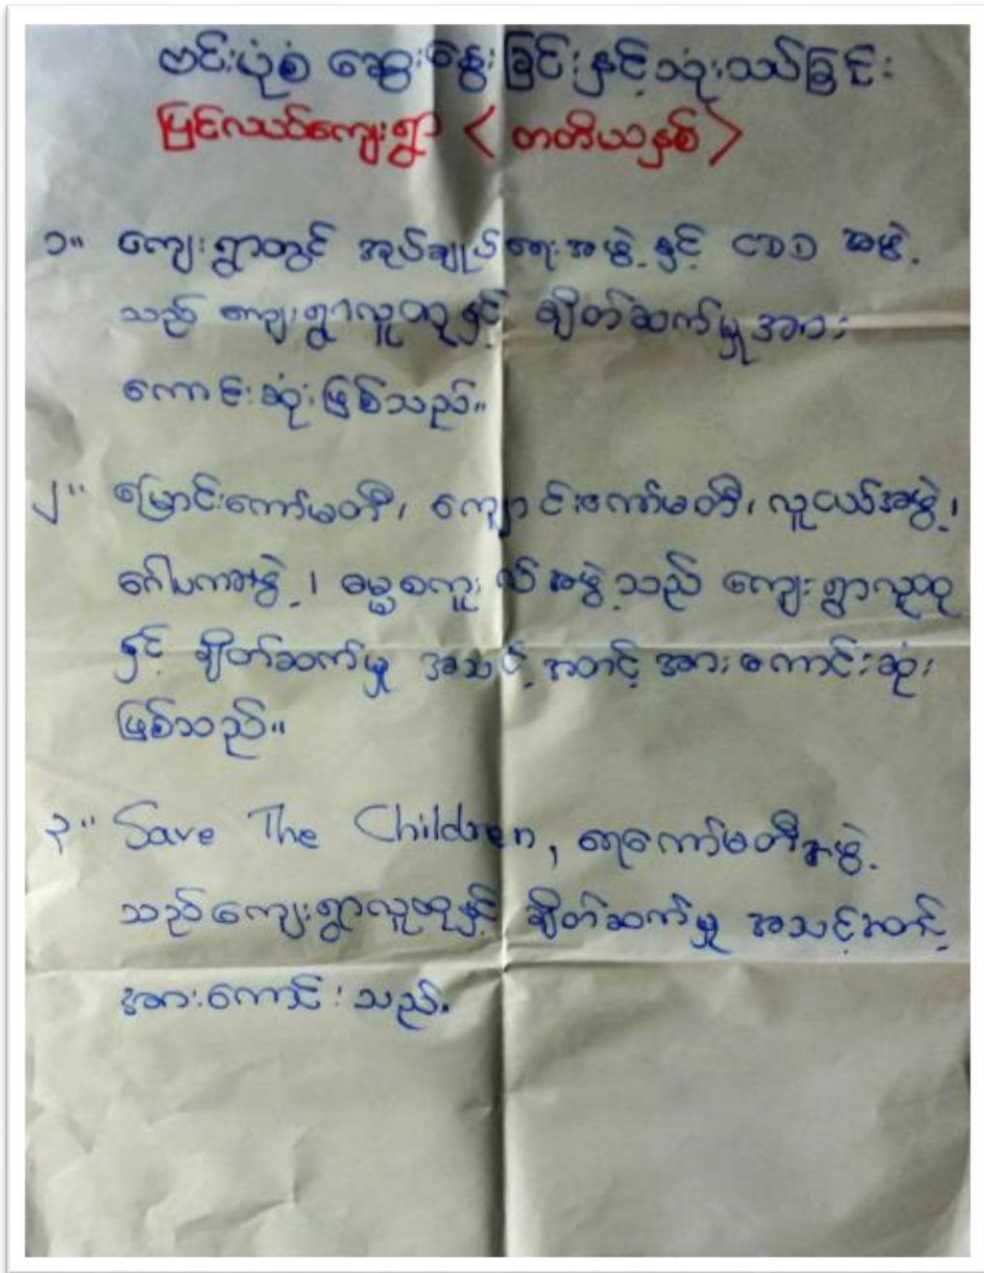 ဗင်းပုံစံ ဆွေးနွေးခြင်းနှင့်သုံးသပ်ခြင်း
ပြင်လယ်ကျေးရွာ < တတိယနှစ် >
၁။ ကျေးရွာတွင် အုပ်ချုပ်ရေးအဖွဲ့ နှင့် CDD အဖွဲ့
သည် ကျေးရွာလူထုနှင့် ချိတ်ဆက်မှုအား
ကောင်းဆုံးဖြစ်သည်။
၂။ မြောင်းကော်မတီ၊ ကျောင်းကော်မတီ၊ လူငယ်အဖွဲ့၊
ဂေါပကအဖွဲ့၊ ဓမ္မစကူးလ်အဖွဲ့သည် ကျေးရွာလူထု
နှင့် ချိတ်ဆက်မှု အသင့်အတင့် အားကောင်းဆုံး
ဖြစ်သည်။
၃။ Save The Children, ရေကော်မတီအဖွဲ့
သည်ကျေးရွာလူထုနှင့် ချိတ်ဆက်မှု အသင့်အတင့်
အားကောင်းသည်။